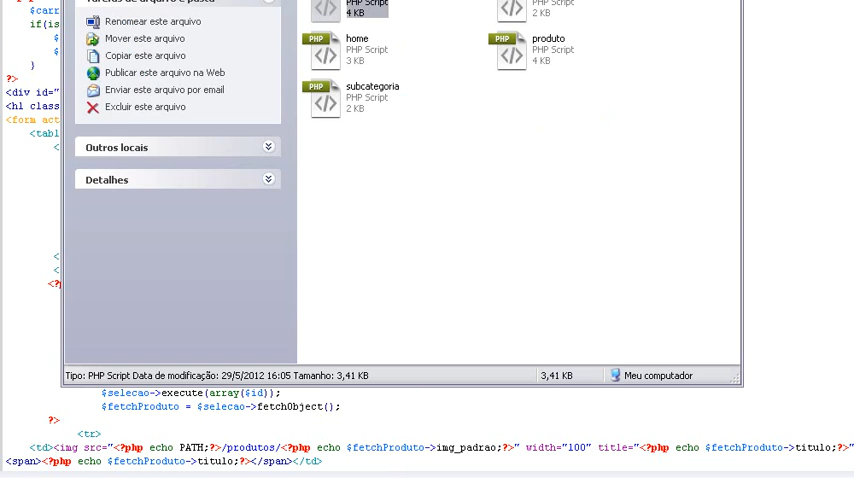 $carr
if(is
$
$
}
?>
<div id="
<h1 class
<form act
<tabl
<
<
<
<?p
Tarefas de arquivo e pasta
Renomear este arquivo
Mover este arquivo
Copiar este arquivo
Publicar este arquivo na Web
Enviar este arquivo por email
Excluir este arquivo
Outros locais
Detalhes
PHP Script
4 KB
PHP Script
2 KB
PHP
home
PHP Script
3 KB
PHP
produto
PHP Script
4 KB
PHP
subcategoria
PHP Script
2 KB
Tipo: PHP Script Data de modificação: 29/5/2012 16:05 Tamanho: 3,41 KB
3,41 KB
Meu computador
$selecao->execute(array($id));
$fetchProduto = $selecao->fetchObject();
?>
<tr>
<td><img src="<?php echo PATH;?>/produtos/<?php echo $fetchProduto->img_padrao;?>" width="100" title="<?php echo $fetchProduto->titulo;?>"
<span><?php echo $fetchProduto->titulo;?></span></td>